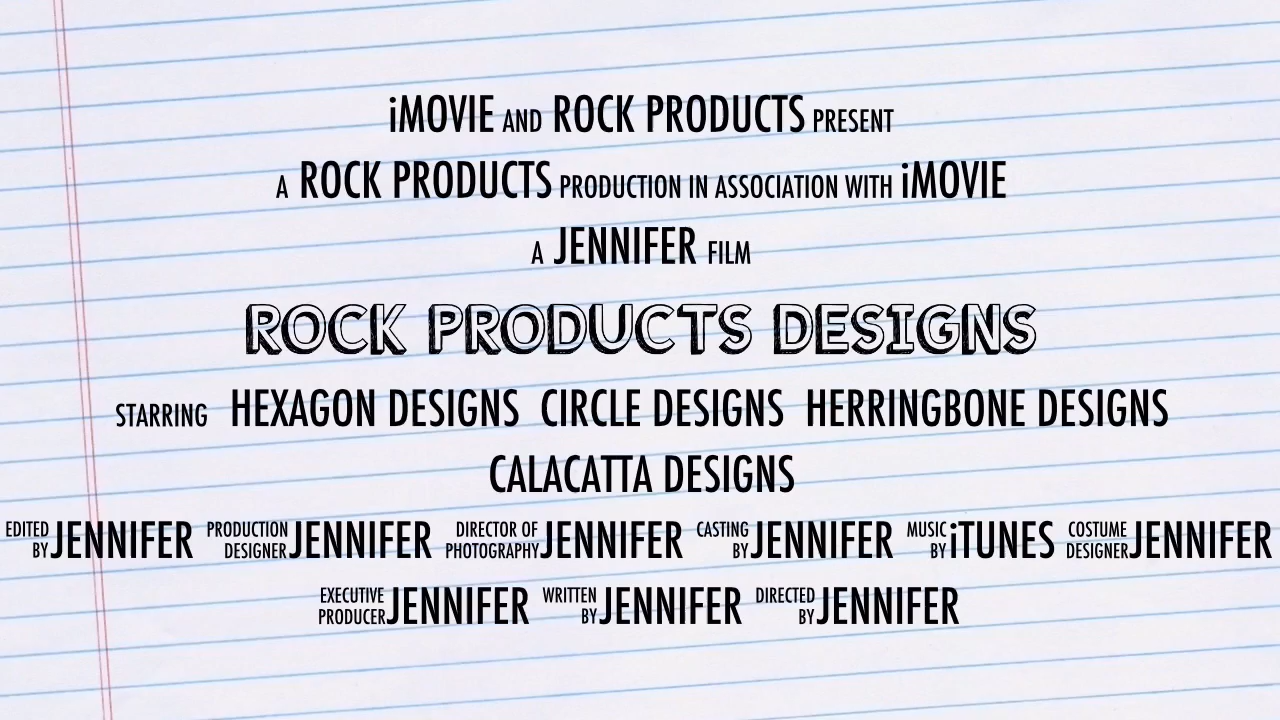 iMOVIE AND ROCK PRODUCTS PRESENT
A ROCK PRODUCTS PRODUCTION IN ASSOCIATION WITH iMOVIE
A JENNIFER FILM
ROCK PRODUCTS DESIGNS
STARRING HEXAGON DESIGNS CIRCLE DESIGNS HERRINGBONE DESIGNS
CALACATTA DESIGNS
EDITED BY JENNIFER PRODUCTION DESIGNER JENNIFER DIRECTOR OF PHOTOGRAPHY JENNIFER CASTING BY JENNIFER MUSIC BY iTUNES COSTUME DESIGNER JENNIFER
EXECUTIVE PRODUCER JENNIFER WRITTEN BY JENNIFER DIRECTED BY JENNIFER